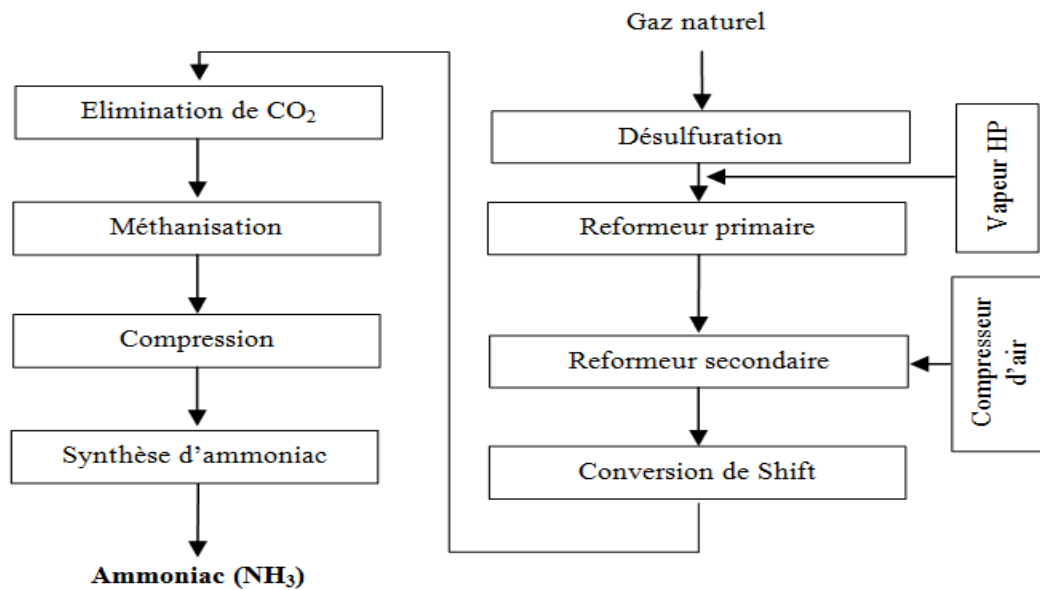 Gaz naturel
Désulfuration
Vapeur HP
Reformeur primaire
Reformeur secondaire
Compresseur
d'air
Conversion de Shift
Elimination de CO₂
Méthanisation
Compression
Synthèse d'ammoniac
Ammoniac (NH₃)